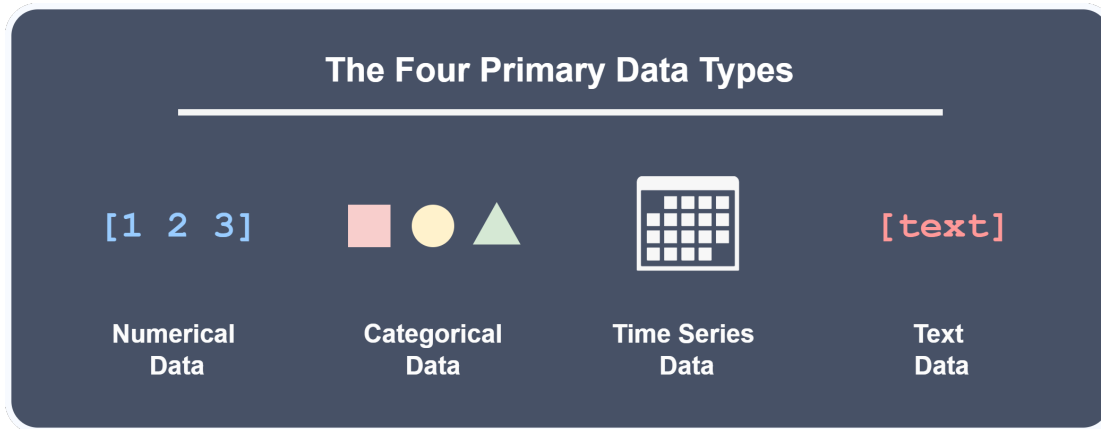 The Four Primary Data Types
[1 2 3]
[text]
Numerical
Data
Categorical
Data
Time Series
Data
Text
Data